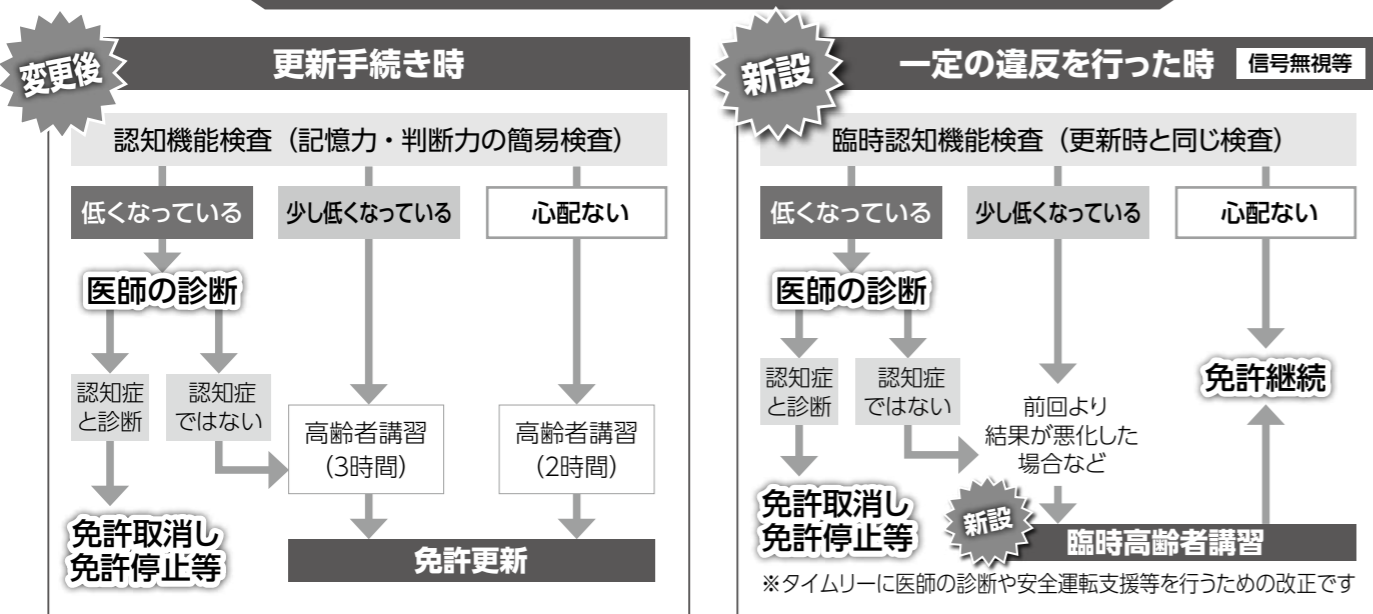 変更後
更新手続き時
認知機能検査（記憶力・判断力の簡易検査）
低くなっている
少し低くなっている
心配ない
医師の診断
認知症
と診断
認知症
ではない
高齢者講習
（3時間）
高齢者講習
（2時間）
免許取消し
免許停止等
免許更新
新設
一定の違反を行った時
信号無視等
臨時認知機能検査（更新時と同じ検査）
低くなっている
少し低くなっている
心配ない
医師の診断
認知症
と診断
認知症
ではない
前回より
結果が悪化した
場合など
免許継続
免許取消し
免許停止等
新設
臨時高齢者講習
※タイムリーに医師の診断や安全運転支援等を行うための改正です